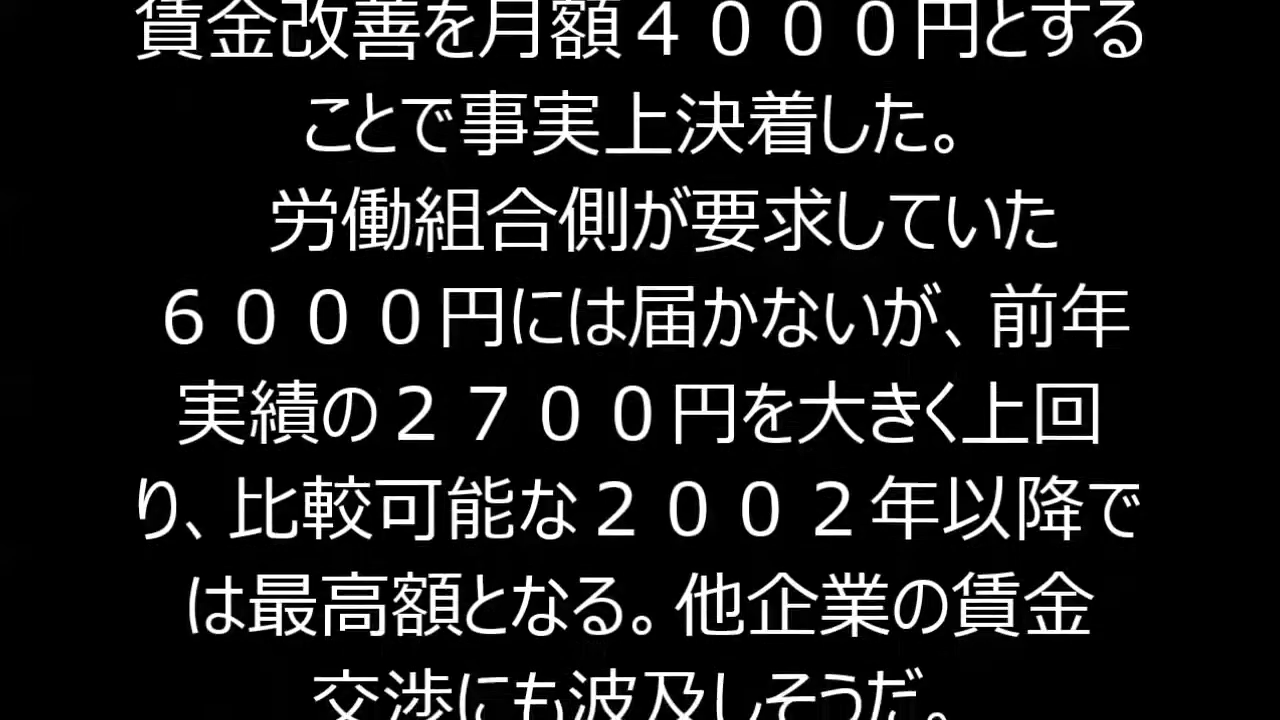 賃金改善を月額４０００円とする
ことで事実上決着した。
労働組合側が要求していた
６０００円には届かないが、前年
実績の２７００円を大きく上回
り、比較可能な２００２年以降で
は最高額となる。他企業の賃金
交渉にも波及しそうだ。